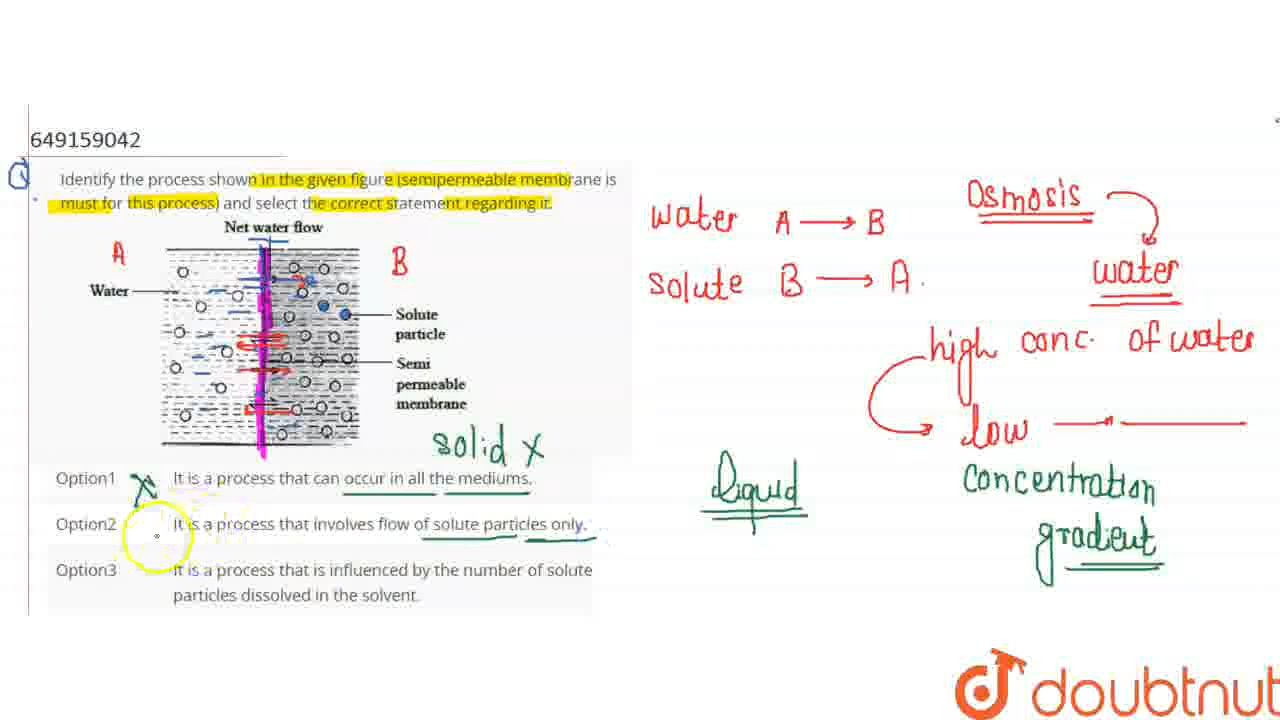 649159042
Q
Identify the process shown in the given figure (semipermeable membrane is
must for this process) and select the correct statement regarding it.
Net water flow
A
B
Water
Solute
particle
Semi
permeable
membrane
solid X
Option1 X It is a process that can occur in all the mediums.
Option2 It is a process that involves flow of solute particles only.
Option3 It is a process that is influenced by the number of solute
particles dissolved in the solvent.
water A → B
solute B → A.
Osmosis
water
high conc. of water
low — " —
Liquid
concentration
gradient
doubtnut